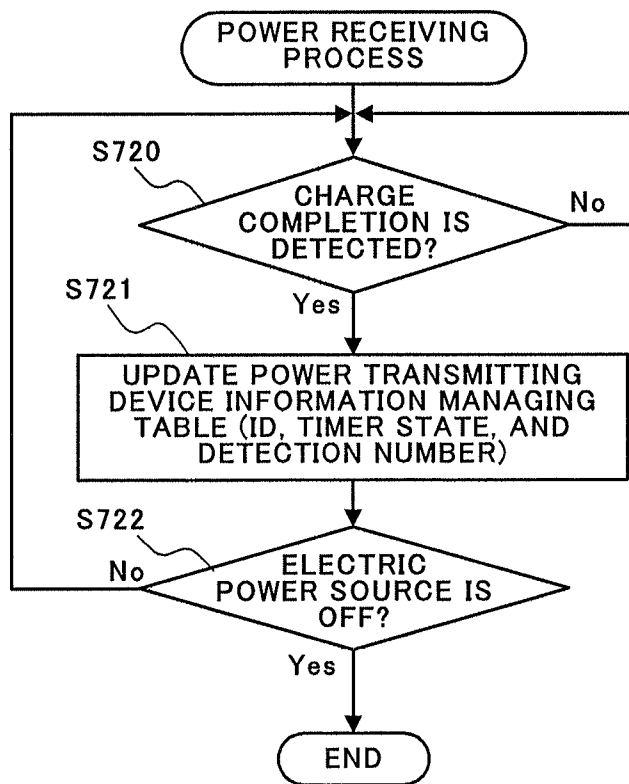 POWER RECEIVING
PROCESS
S720
CHARGE
COMPLETION IS
DETECTED?
No
Yes
S721
UPDATE POWER TRANSMITTING
DEVICE INFORMATION MANAGING
TABLE (ID, TIMER STATE, AND
DETECTION NUMBER)
S722
No
ELECTRIC
POWER SOURCE IS
OFF?
Yes
END